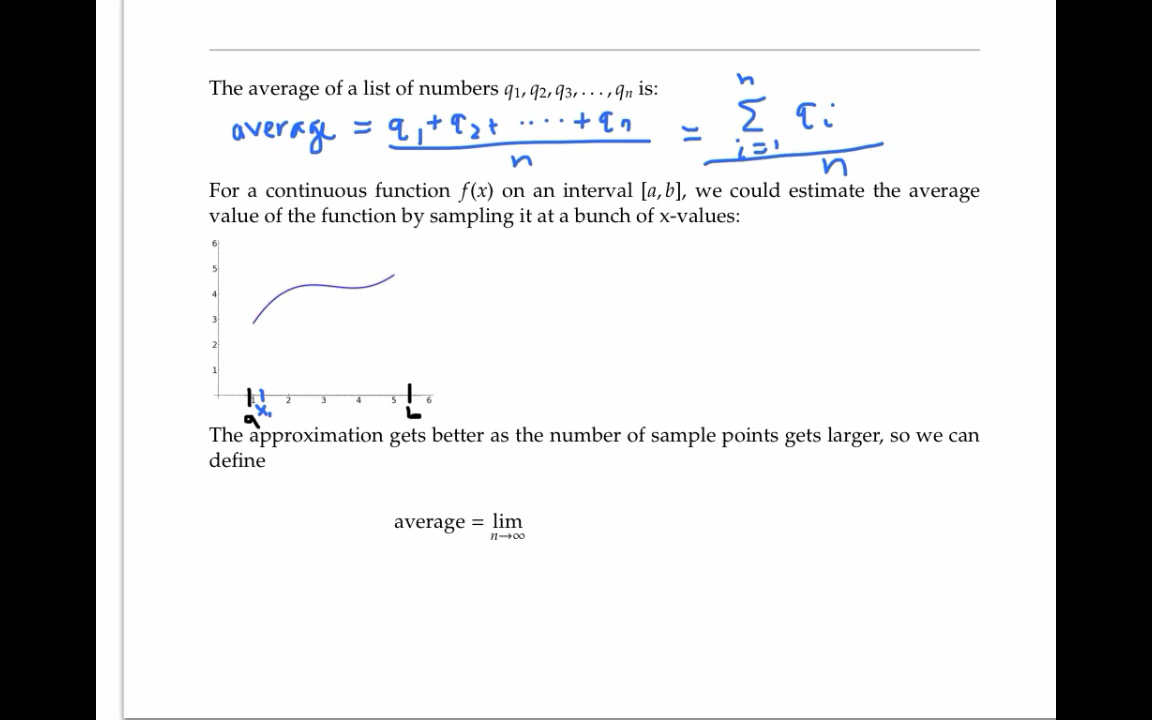 The average of a list of numbers q₁, q₂, q₃, . . . , qₙ is:
average = (q₁ + q₂ + ···· + qₙ)/n = (∑ᵢ₌₁ⁿ qᵢ)/n
For a continuous function f(x) on an interval [a, b], we could estimate the average
value of the function by sampling it at a bunch of x-values:
6
5
4
3
2
1
1 2 3 4 5 6
a x₁ b
The approximation gets better as the number of sample points gets larger, so we can
define
average = lim
n→∞